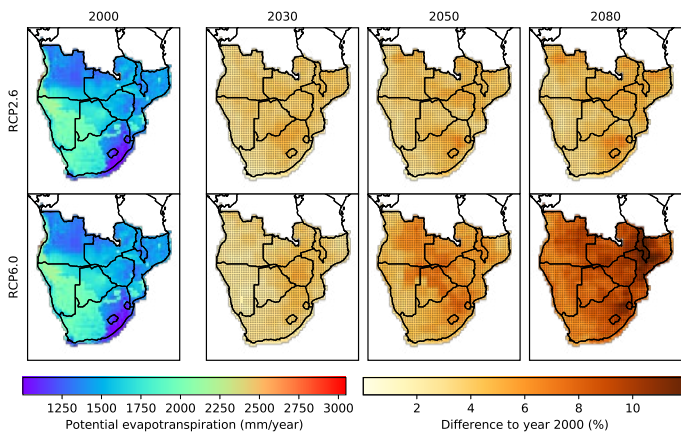 2000 2030 2050 2080
RCP2.6
RCP6.0
1250 1500 1750 2000 2250 2500 2750 3000
Potential evapotranspiration (mm/year)
2 4 6 8 10
Difference to year 2000 (%)